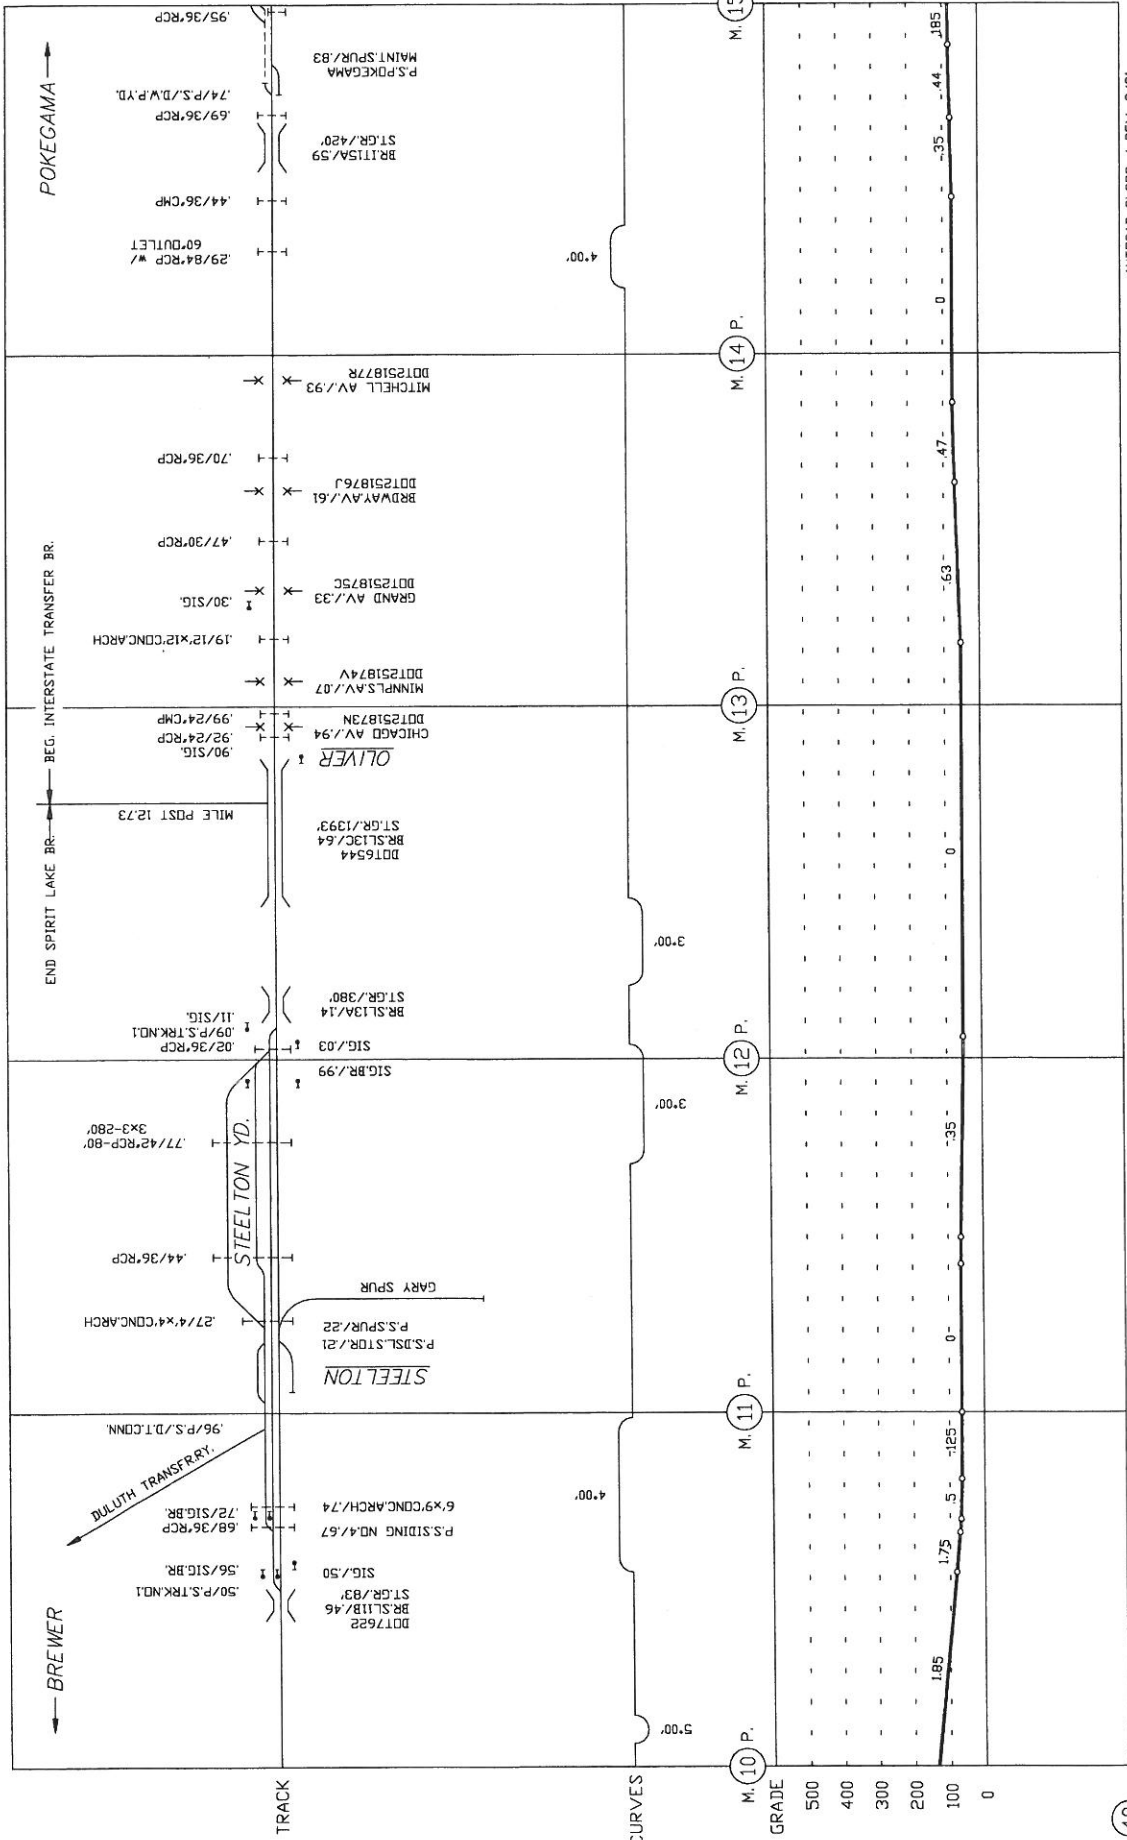 BREWER
POKEGAMA
END SPIRIT LAKE BR.
BEG. INTERSTATE TRANSFER BR.
MILE POST 12.73
DULUTH TRANSF.RY.
.50/P.S.TRK.NO.1
.56/SIG.BR.
.68/36"RCP
.72/SIG.BR.
.96/P.S./D.T.CONN.
.27/4'x4'CONC.ARCH
.44/36"RCP
STEELTON YD.
.77/42"RCP-80'
3x3-280'
.02/36"RCP
.09/P.S.TRK.NO.1
.11/SIG.
.90/SIG.
.92/24"RCP
.99/24"CMP
.19/12'x12'CONC.ARCH
.30/SIG.
.47/30"RCP
.70/36"RCP
.29/84"RCP W/
60"OUTLET
.44/36"CMP
.69/36"RCP
.74/P.S./D.W.P.YD.
.95/36"RCP
TRACK
DOT7622
BR.SL11B/.46
ST.GR./83'
SIG./.50
P.S.SIDING NO.4/.67
6'x9'CONC.ARCH/.74
STEELTON
P.S.DSL.STOR./.21
P.S.SPUR/.22
GARY SPUR
SIG.BR./.99
SIG./.03
BR.SL13A/.14
ST.GR./380'
DOT6544
BR.SL13C/.64
ST.GR./1393'
OLIVER
CHICAGO AV./.94
DOT251873N
MINNPLS.AV./.07
DOT251874V
GRAND AV./.33
DOT251875C
BRDWAY.AV./.61
DOT251876J
MITCHELL AV./.93
DOT251877R
BR.IT15A/.59
ST.GR./420'
P.S.POKEGAMA
MAINT.SPUR/.83
CURVES
5°00'
4°00'
3°00'
3°00'
4°00'
M. 10 P.
M. 11 P.
M. 12 P.
M. 13 P.
M. 14 P.
M. 15
GRADE
500
400
300
200
100
0
1.85
1.75
.5
.125
0
.35
0
.63
.47
0
.35
.44
.185